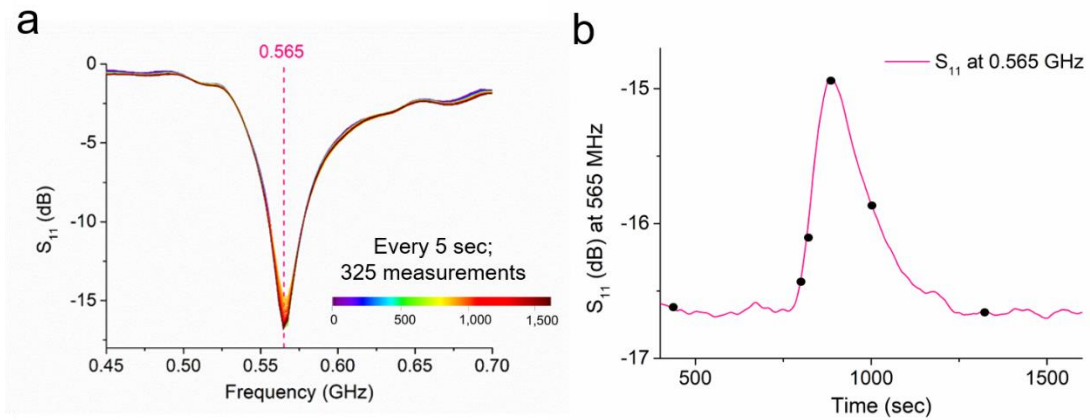 a
0.565
0
-5
-10
-15
S₁₁ (dB)
Every 5 sec;
325 measurements
0 500 1,000 1,500
0.45 0.50 0.55 0.60 0.65 0.70
Frequency (GHz)
b
S₁₁ at 0.565 GHz
-15
-16
-17
S₁₁ (dB) at 565 MHz
500 1000 1500
Time (sec)